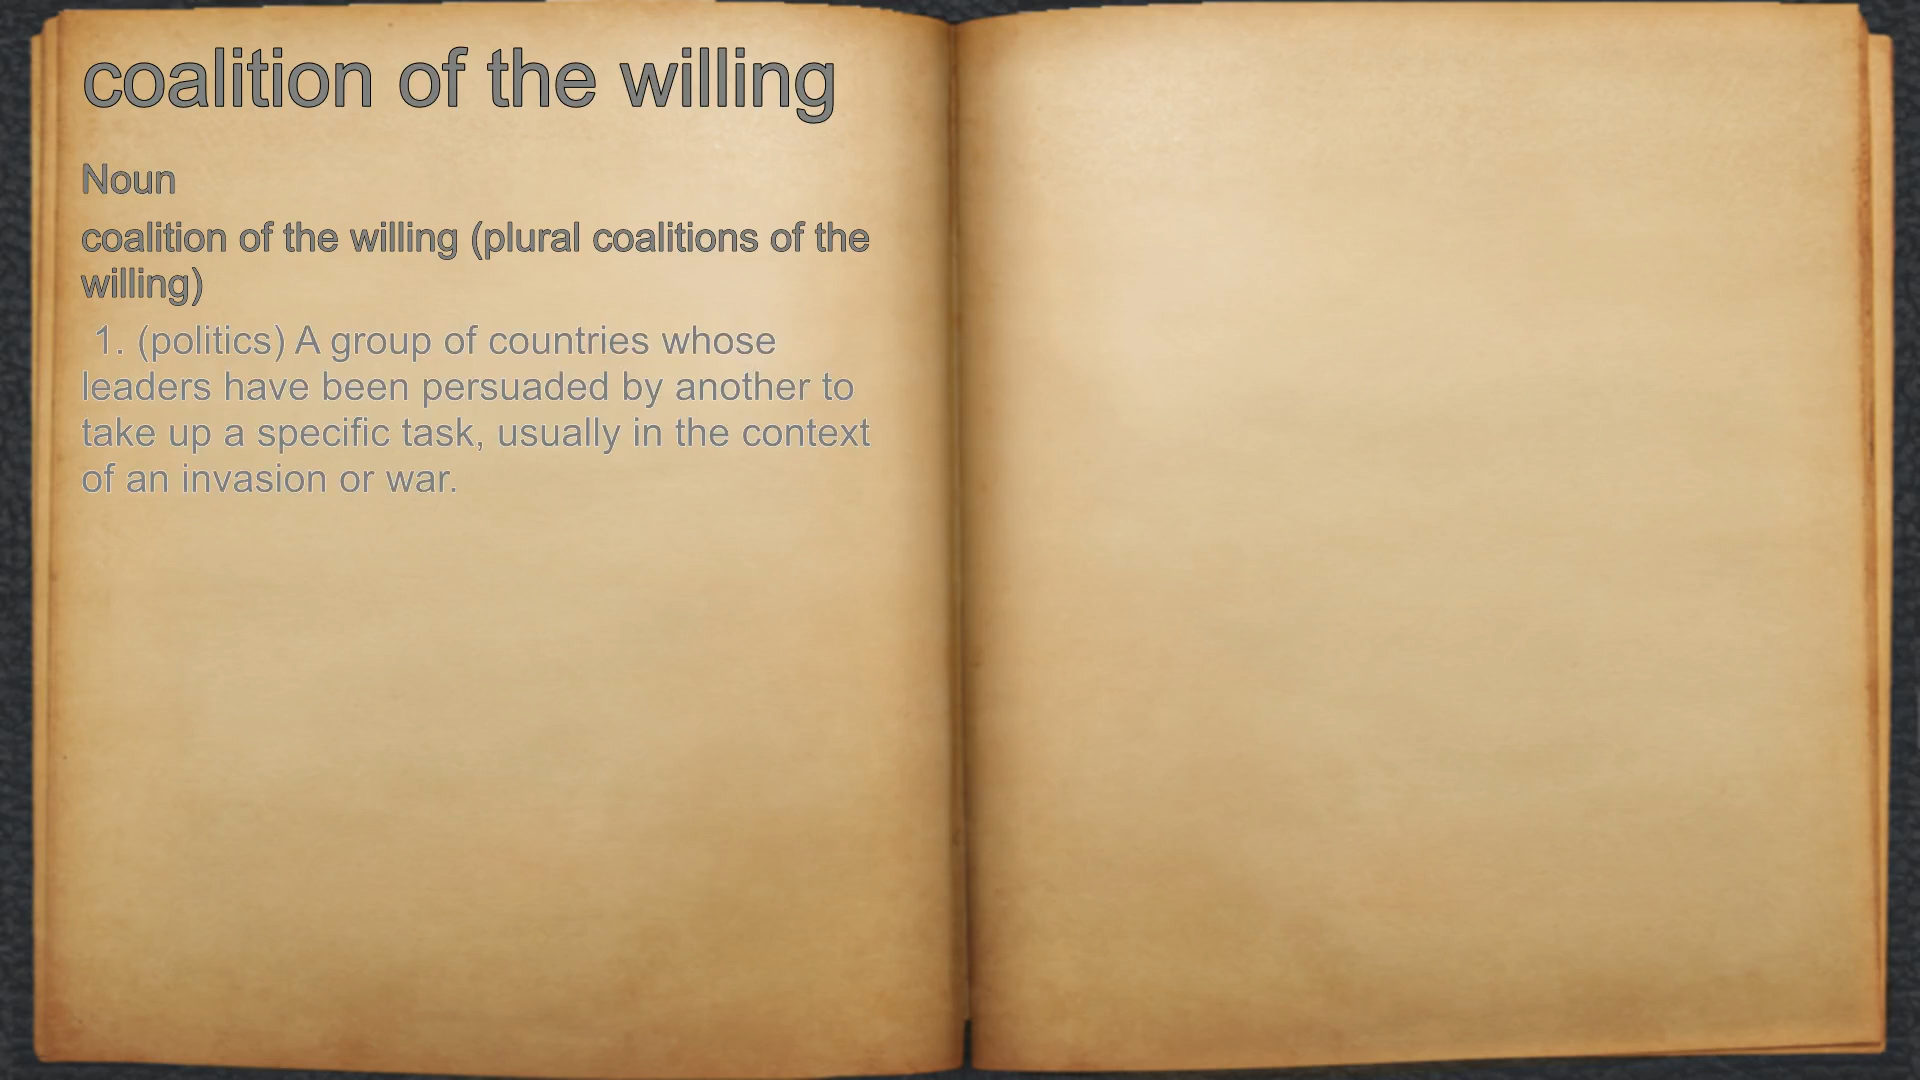 coalition of the willing
Noun
coalition of the willing (plural coalitions of the
willing)
1. (politics) A group of countries whose
leaders have been persuaded by another to
take up a specific task, usually in the context
of an invasion or war.